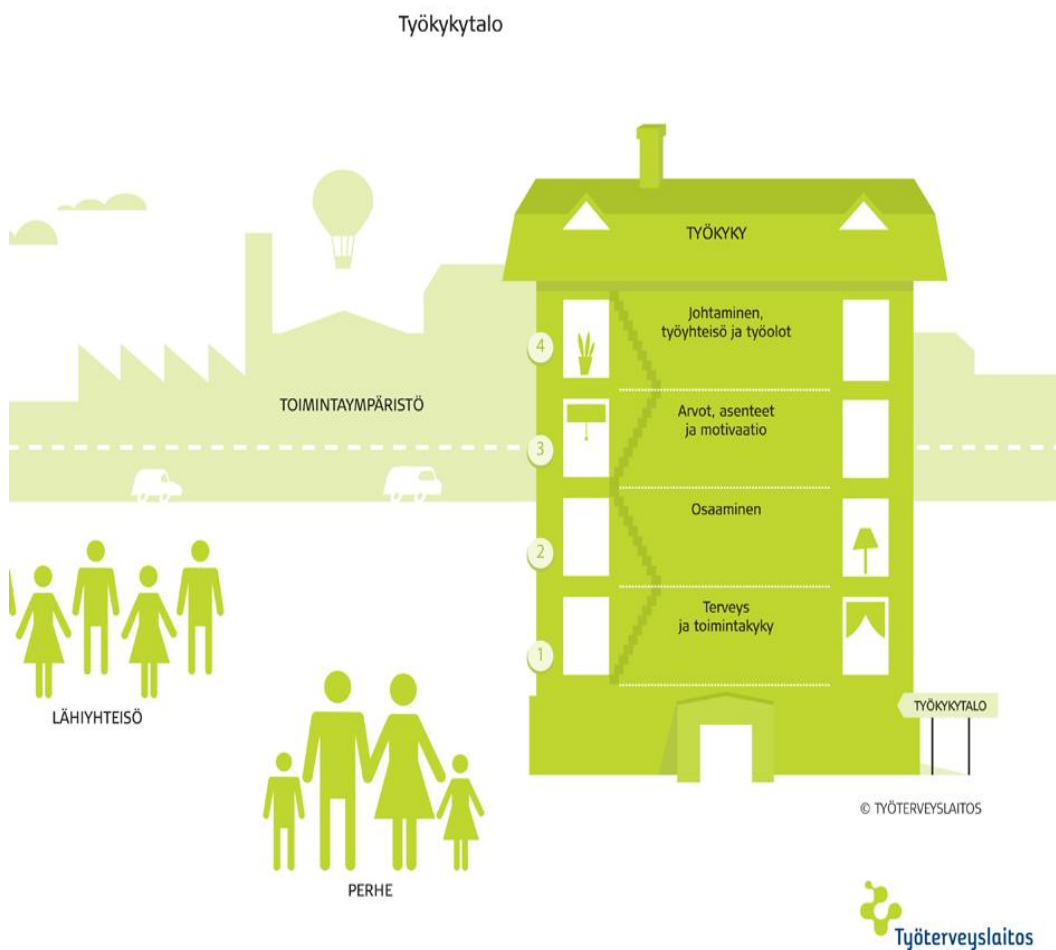 Työkykytalo
TYÖKYKY
4
Johtaminen,
työyhteisö ja työolot
TOIMINTAYMPÄRISTÖ
3
Arvot, asenteet
ja motivaatio
2
Osaaminen
1
Terveys
ja toimintakyky
LÄHIYHTEISÖ
TYÖKYKYTALO
PERHE
© TYÖTERVEYSLAITOS
Työterveyslaitos